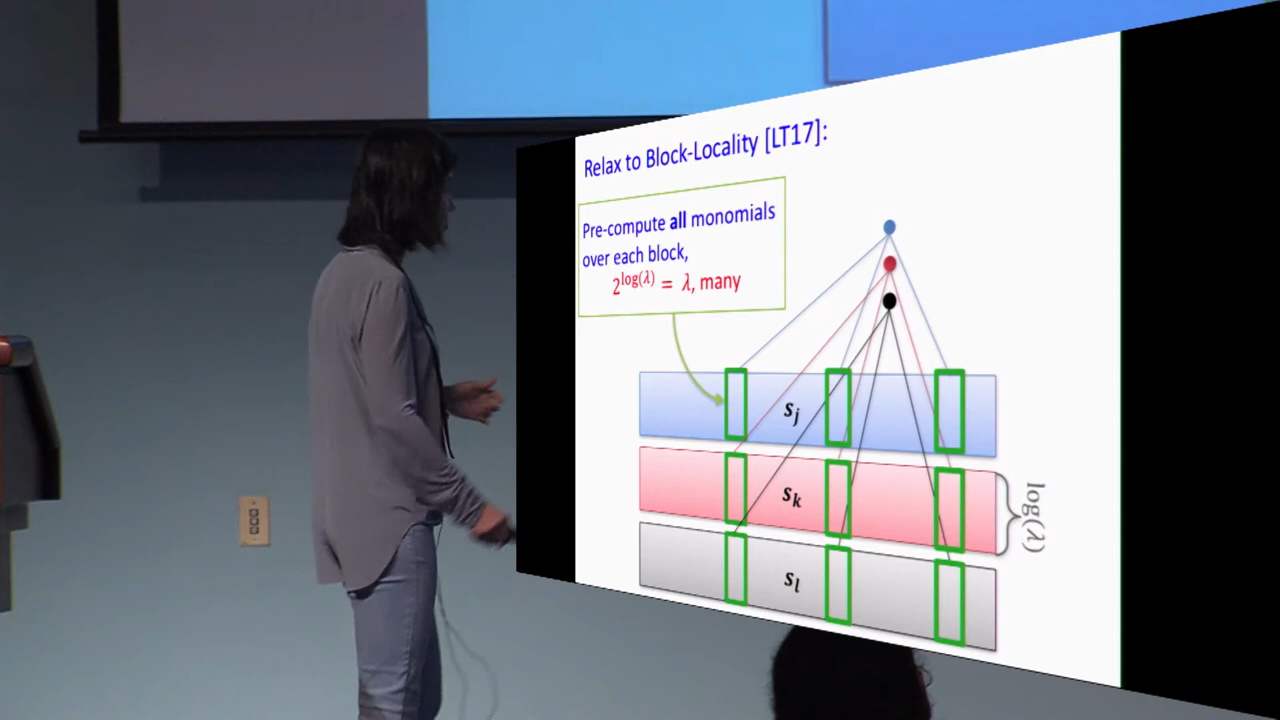 Relax to Block-Locality [LT17]:
Pre-compute all monomials
over each block,
2^log(λ) = λ, many
s_j
s_k
s_l
log(λ)